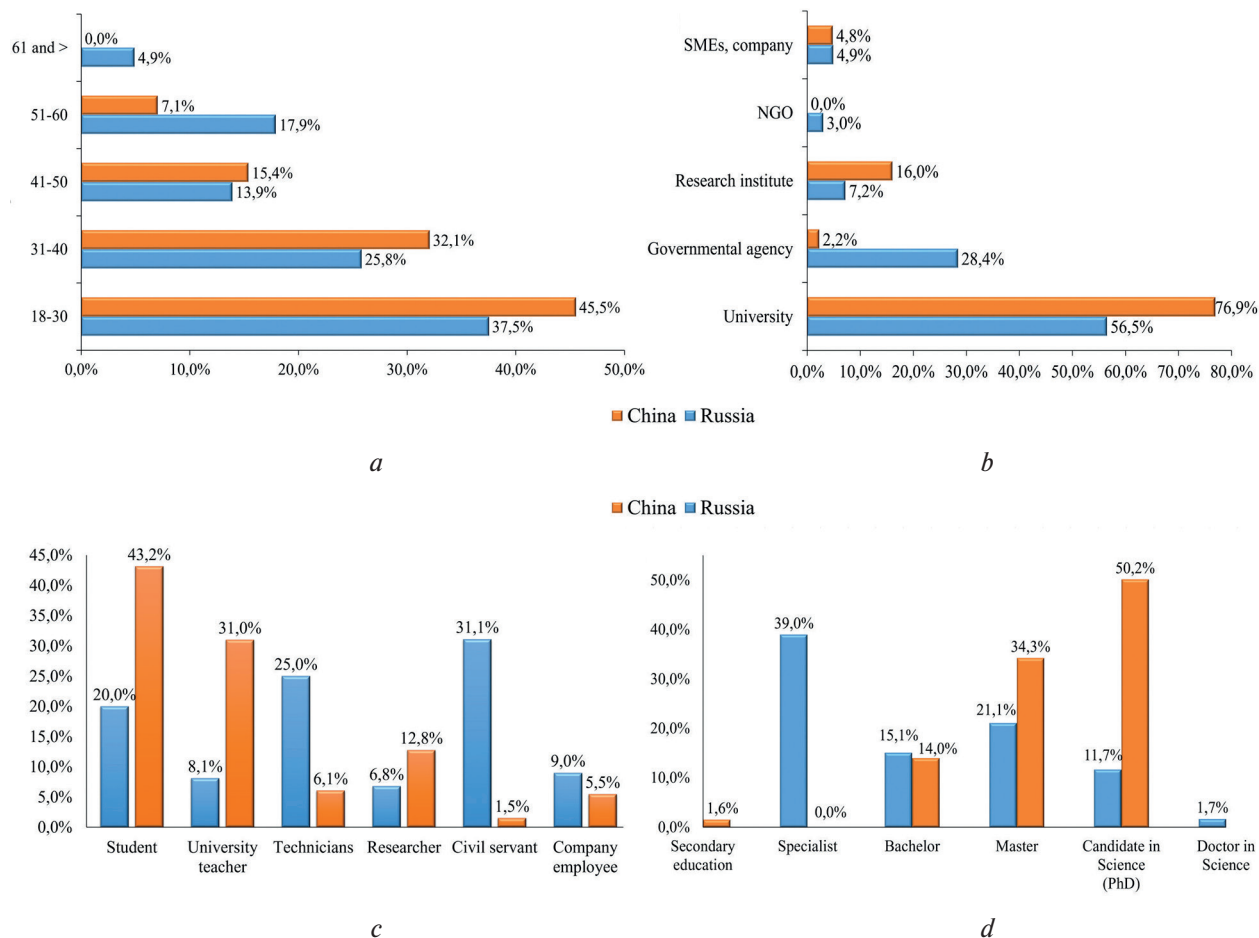 61 and >
0,0%
4,9%
51-60
7,1%
17,9%
41-50
15,4%
13,9%
31-40
32,1%
25,8%
18-30
45,5%
37,5%
0,0% 10,0% 20,0% 30,0% 40,0% 50,0%
SMEs, company
4,8%
4,9%
NGO
0,0%
3,0%
Research institute
16,0%
7,2%
Governmental agency
2,2%
28,4%
University
76,9%
56,5%
0,0% 10,0% 20,0% 30,0% 40,0% 50,0% 60,0% 70,0% 80,0%
China Russia
a
b
China Russia
45,0%
40,0%
35,0%
30,0%
25,0%
20,0%
15,0%
10,0%
5,0%
0,0%
20,0% 43,2%
8,1% 31,0%
25,0% 6,1%
6,8% 12,8%
31,1% 1,5%
9,0% 5,5%
Student University Technicians Researcher Civil servant Company
teacher employee
c
50,0%
40,0%
30,0%
20,0%
10,0%
0,0%
1,6%
39,0% 0,0%
15,1% 14,0%
21,1% 34,3%
11,7% 50,2%
1,7%
Secondary Specialist Bachelor Master Candidate in Doctor in
education Science Science
(PhD)
d